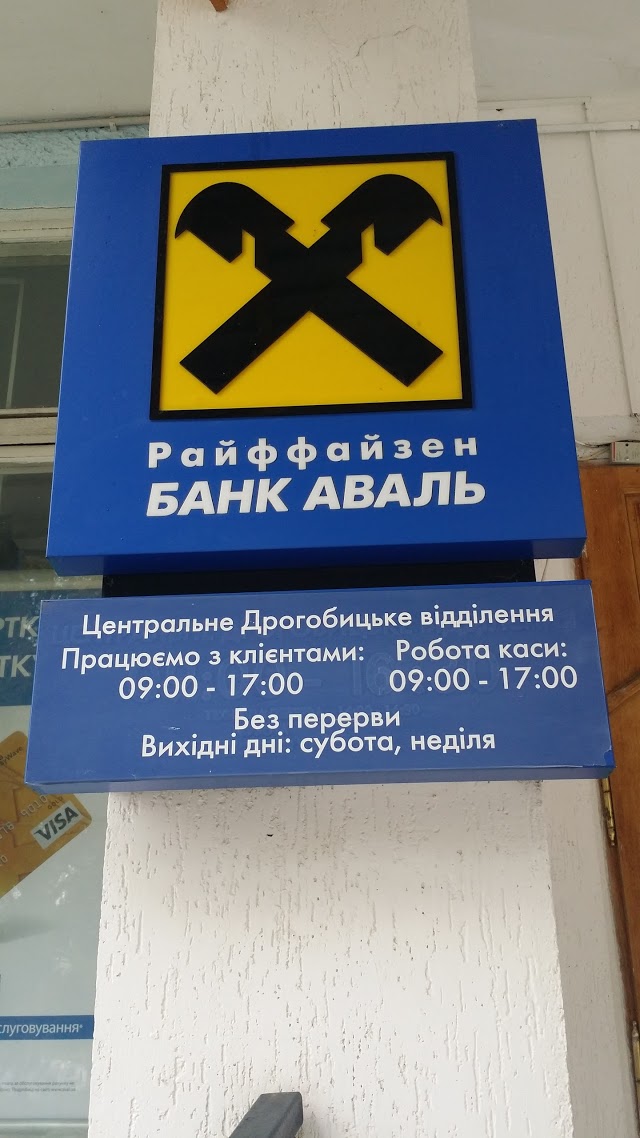 Райффайзен
БАНК АВАЛЬ
Центральне Дрогобицьке відділення
Працюємо з клієнтами:
09:00 - 17:00
Робота каси:
09:00 - 17:00
Без перерви
Вихідні дні: субота, неділя
VISA